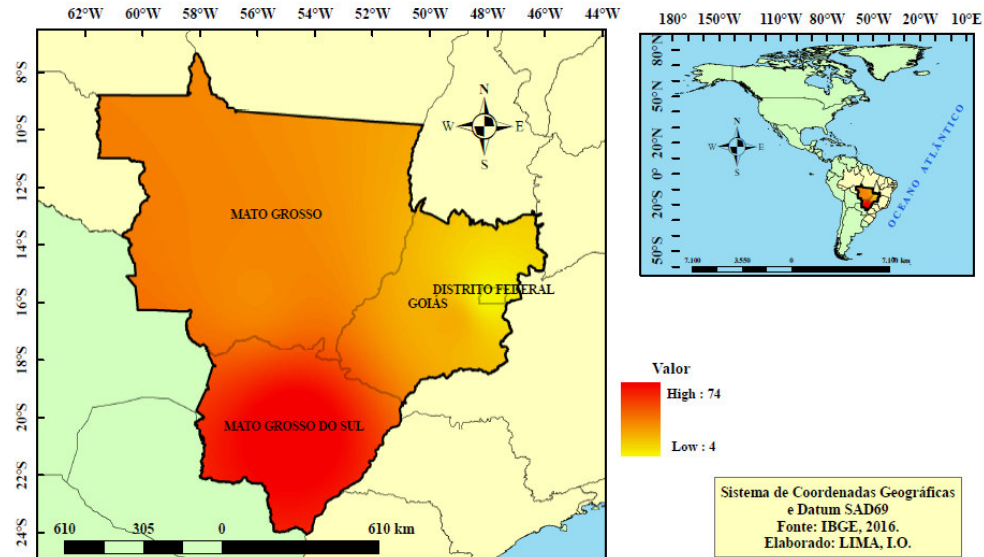 62°W 60°W 58°W 56°W 54°W 52°W 50°W 48°W 46°W 44°W
8°S
10°S
12°S
14°S
16°S
18°S
20°S
22°S
24°S
N
W E
S
MATO GROSSO
DISTRITO FEDERAL
GOIÁS
MATO GROSSO DO SUL
610 305 0 610 km
180° 150°W 110°W 80°W 50°W 20°W 10°E
80°N
50°N
20°N
0°
20°S
50°S
N
W E
S
OCEANO ATLÂNTICO
7.100 3.550 0 7.100 km
Valor
High : 74
Low : 4
Sistema de Coordenadas Geográficas
e Datum SAD69
Fonte: IBGE, 2016.
Elaborado: LIMA, I.O.